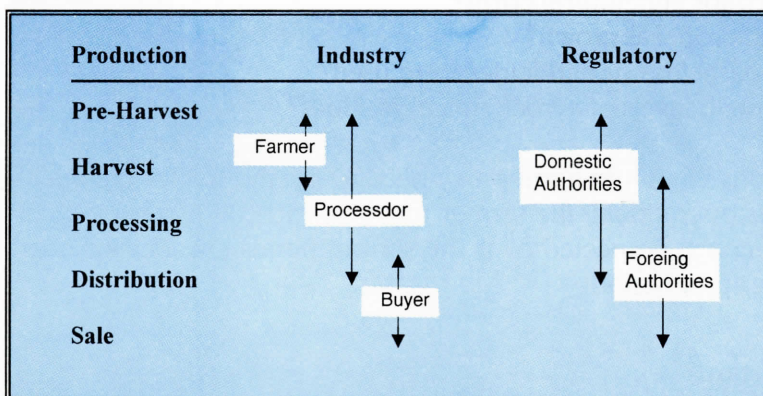 Production Industry Regulatory
Pre-Harvest
Farmer
Harvest
Domestic
Authorities
Processdor
Processing
Foreing
Authorities
Distribution
Buyer
Sale